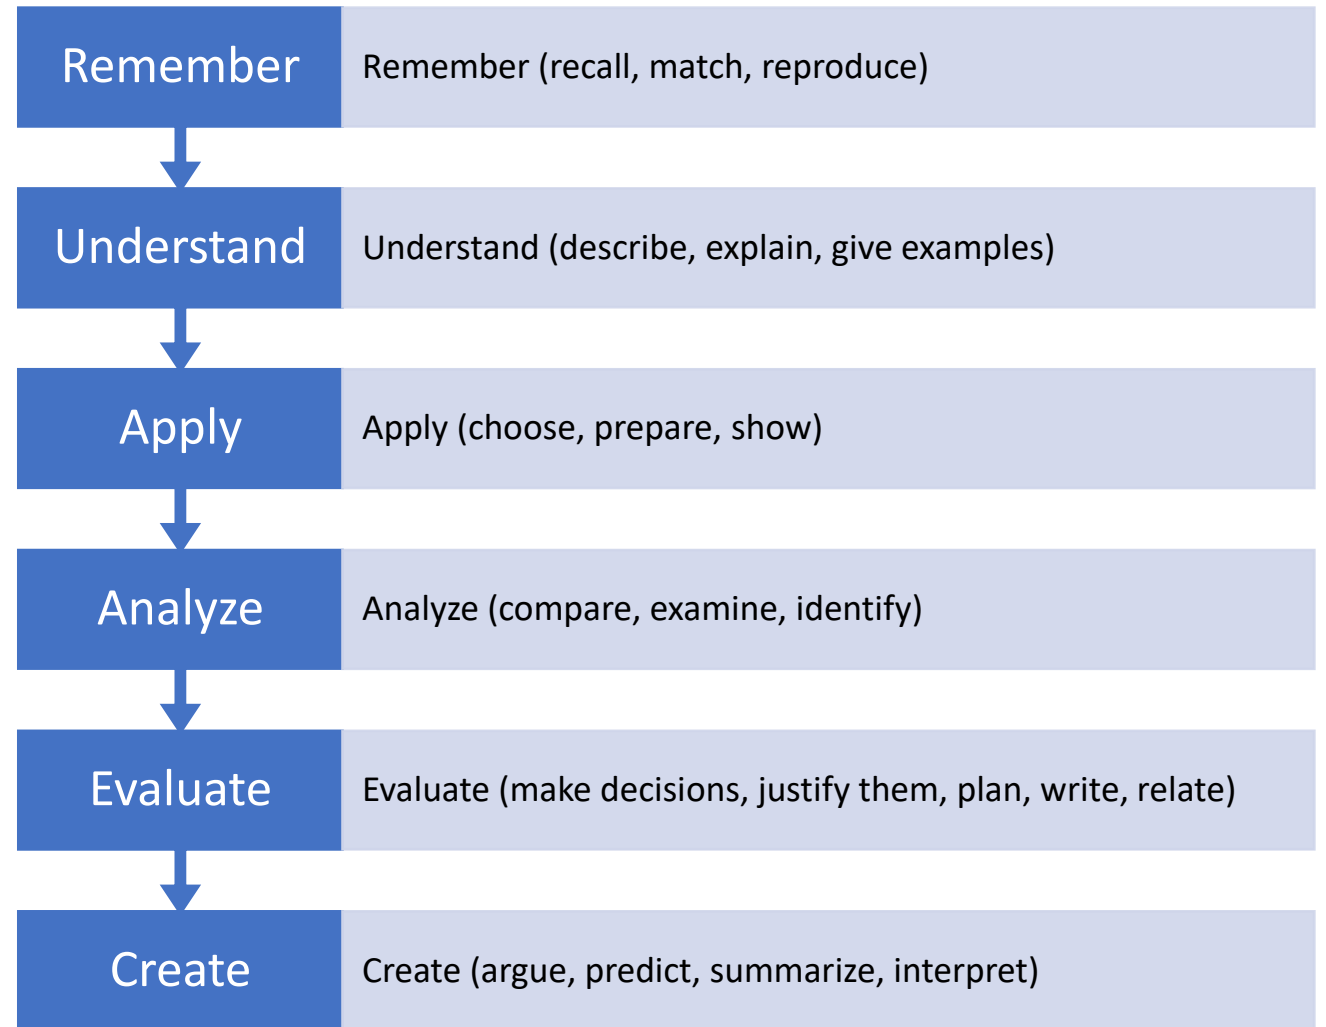 Remember
Remember (recall, match, reproduce)
Understand
Understand (describe, explain, give examples)
Apply
Apply (choose, prepare, show)
Analyze
Analyze (compare, examine, identify)
Evaluate
Evaluate (make decisions, justify them, plan, write, relate)
Create
Create (argue, predict, summarize, interpret)